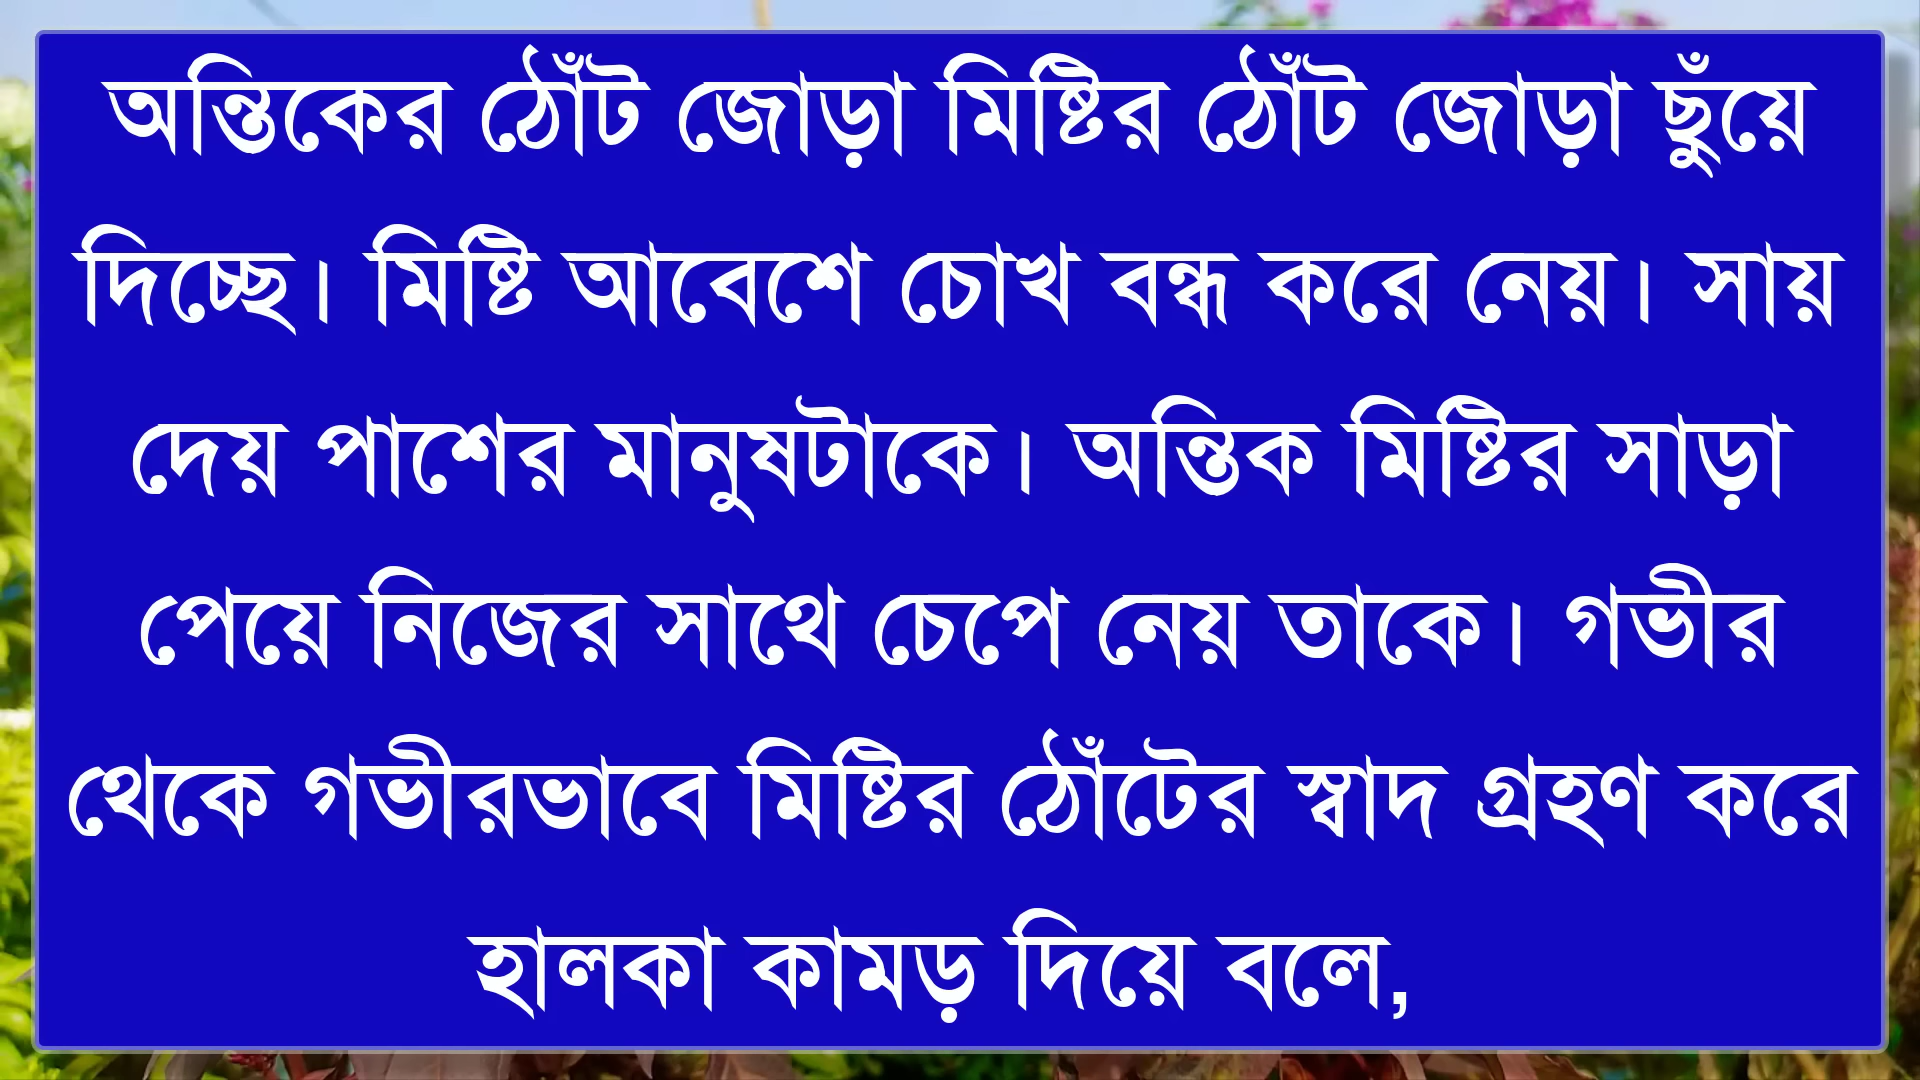 অন্তিকের ঠোঁট জোড়া মিষ্টির ঠোঁট জোড়া ছুঁয়ে
দিচ্ছে। মিষ্টি আবেশে চোখ বন্ধ করে নেয়। সায়
দেয় পাশের মানুষটাকে। অন্তিক মিষ্টির সাড়া
পেয়ে নিজের সাথে চেপে নেয় তাকে। গভীর
থেকে গভীরভাবে মিষ্টির ঠোঁটের স্বাদ গ্রহণ করে
হালকা কামড় দিয়ে বলে,